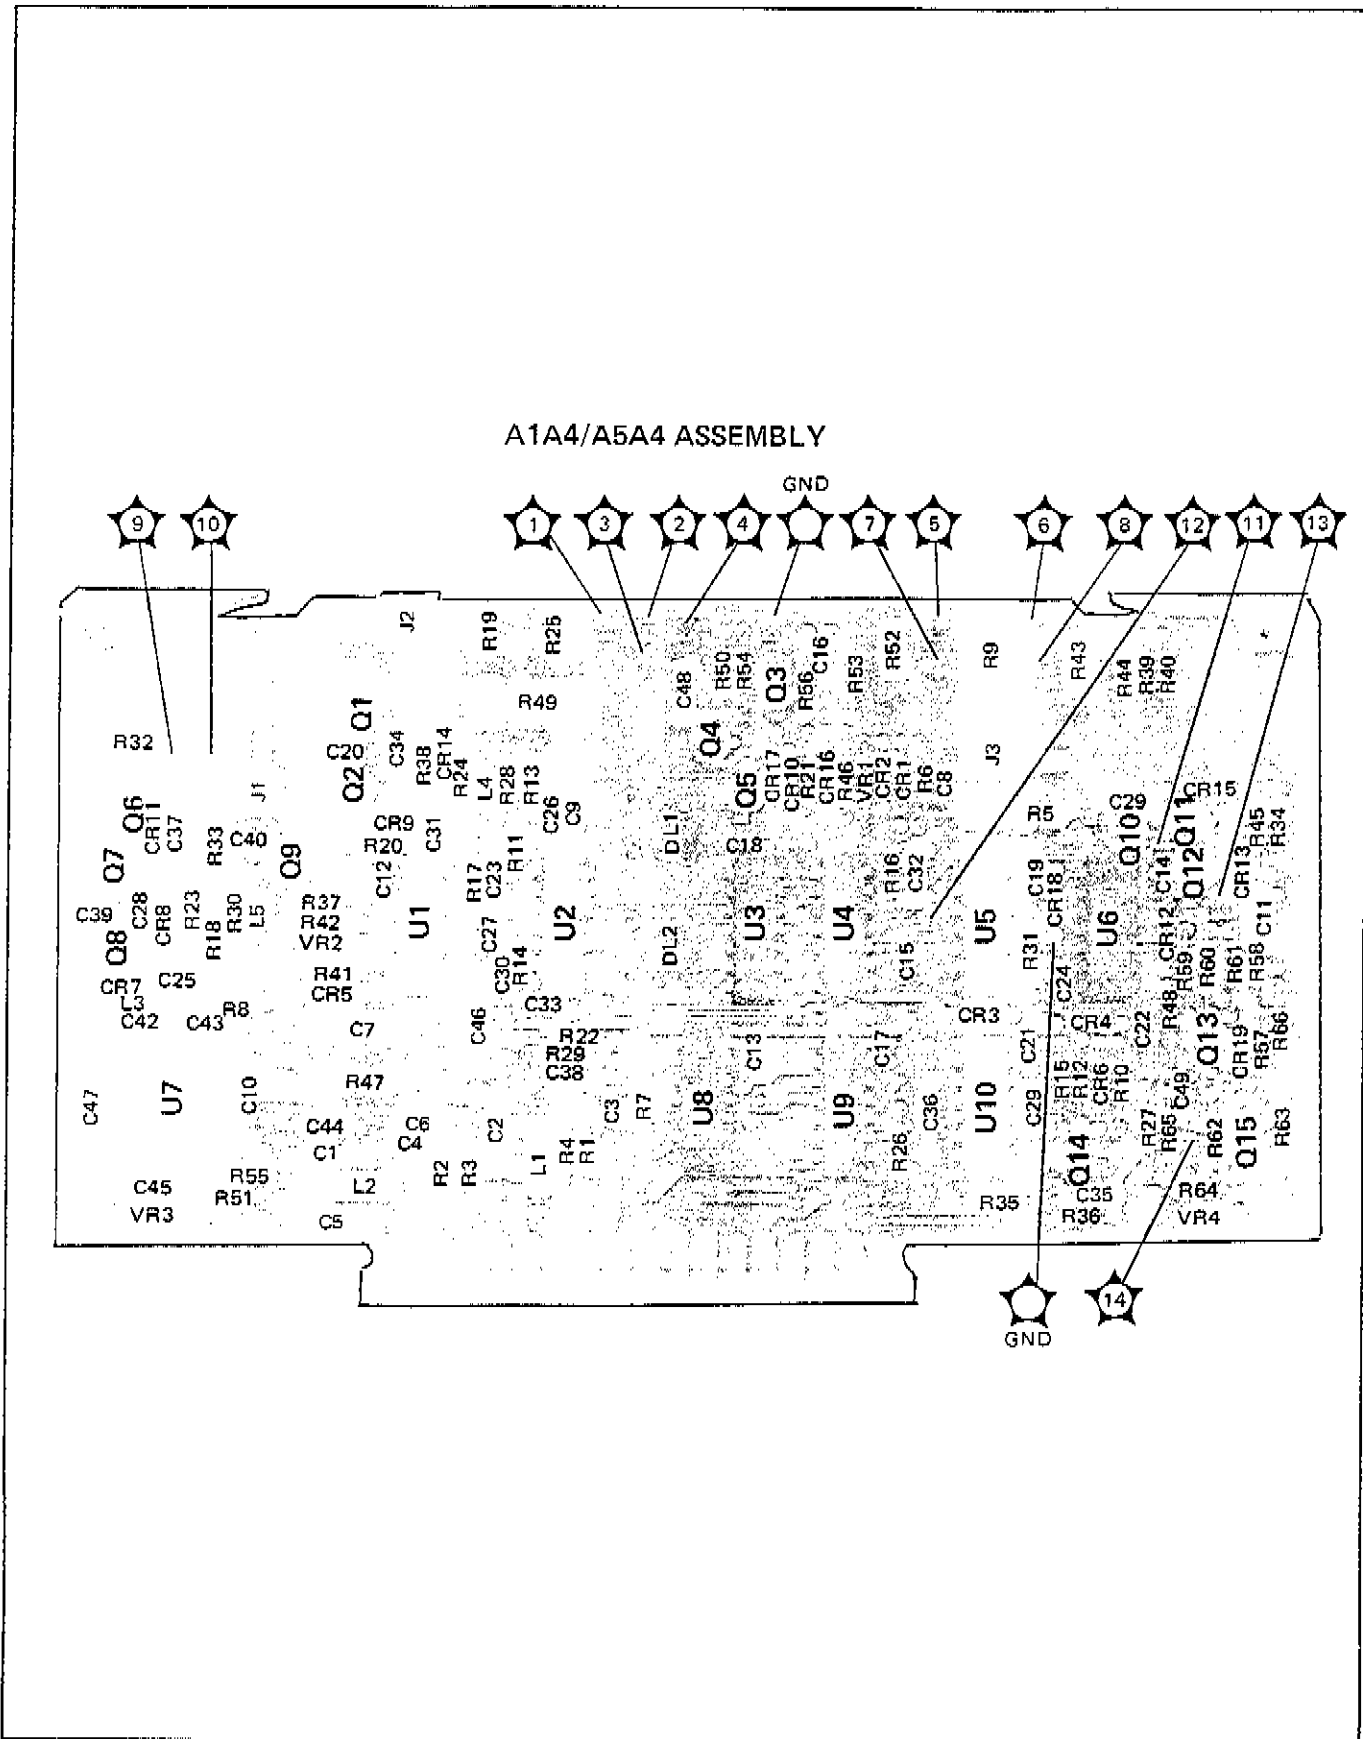 A1A4/A5A4 ASSEMBLY
GND
9 10 1 3 2 4 7 5 6 8 12 11 13
J2 R19 R25 C48 R50 R54 Q3 R56 C16 R53 R52 R9 R43 R44 R39 R40
R49
Q1
R32 C20 C34 Q4
Q2 R38 CR14 R24 L4 R28 R13 C26 C9 Q5 CR17 CR10 R21 CR16 R46 VR1 CR2 CR1 R6 C8 J3
J1 CR15
Q6 CR11 C37 R33 C40 CR9 C31 DL1 R5 C29 Q10 Q11 R45 R34
Q7 Q9 R20 R11 C18
C12 R17 C23 R16 C32 C19 CR18 C14 Q12 CR13
C39 C28 CR8 R23 R18 R30 L5 R37 U1 U2 U3 U4 U5 U6 C11
R42
Q8 VR2 C27 DL2 C15 R31 CR12 R59 R60 R61 R58
CR7 C25 R41 C30 R14 C24
L3 CR5
C42 C43 R8 C7 C46 C33 CR3 CR4 R48
R22 C13 C17 C21 C22 Q13 CR19 R57 R66
R29
C38
C47 U7 C10 R47 C3 R7 U8 U9 C36 U10 C29 R15 R12 CR6 R10 C49
C44 C6 C2 R27 R65 R62 Q15 R63
C1 C4 R4 R1 R26
R55 R2 R3 L1 Q14
C45 R51 L2 R35 C35 R64
VR3 C5 R36 VR4
14
GND